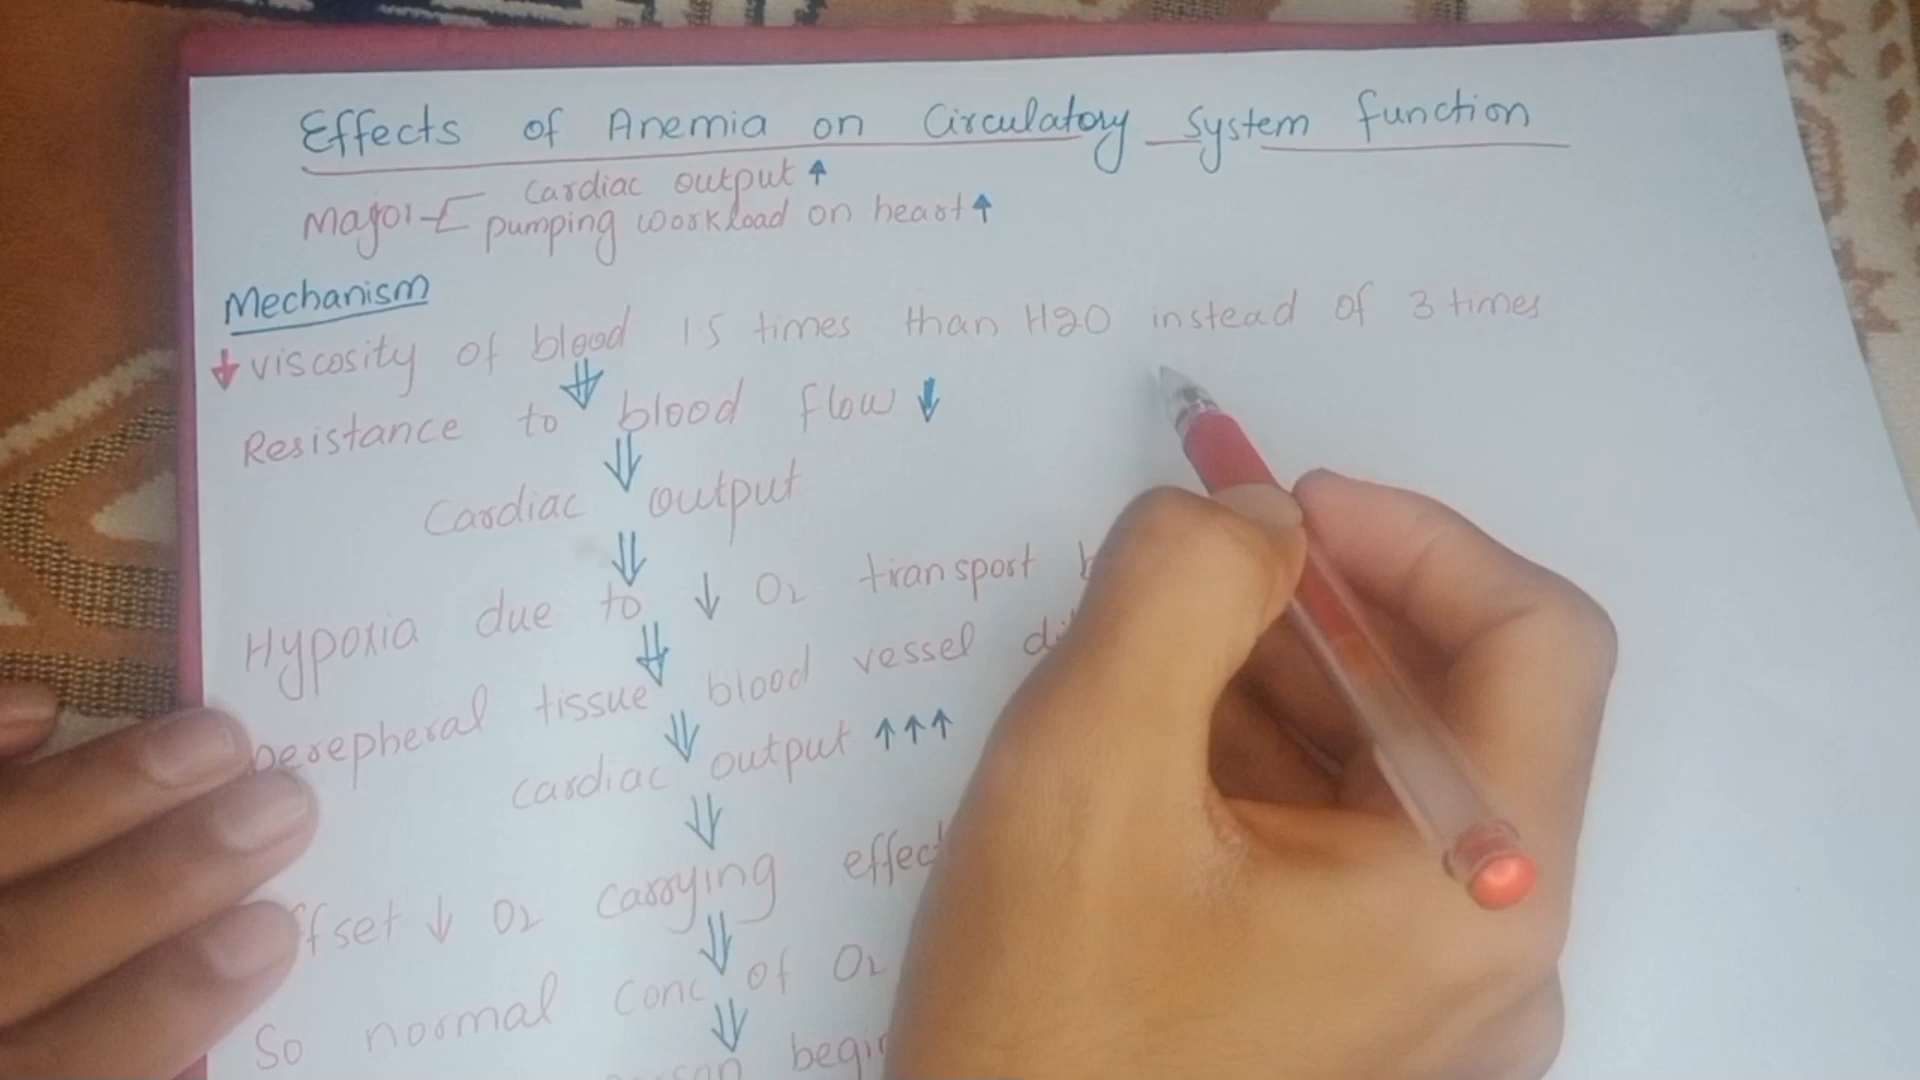 Effects of Anemia on Circulatory System function
Major
Cardiac output ↑
pumping workload on heart ↑
Mechanism
↓ viscosity of blood 1.5 times than H2O instead of 3 times
⇓
Resistance to blood flow ↓
⇓
Cardiac output
⇓
Hypoxia due to ↓ O2 transport
⇓
perepheral tissue blood vessel
⇓
cardiac output ↑↑↑
⇓
↓ O2 carrying
⇓
So normal conc of O2
⇓